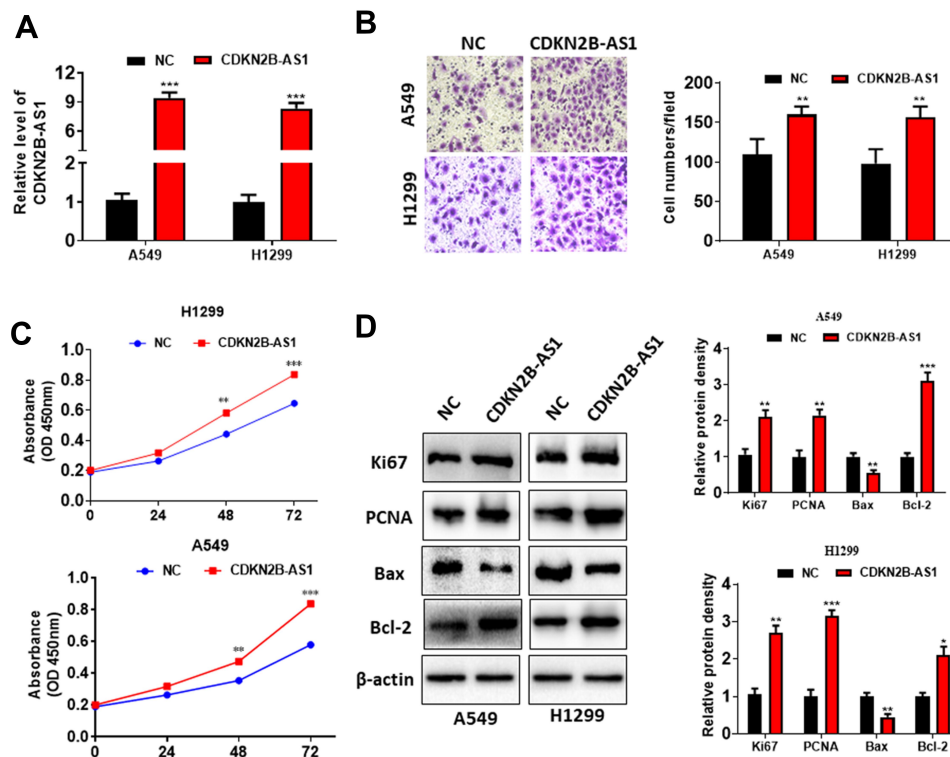 A
NC CDKN2B-AS1
Relative level of
CDKN2B-AS1
12
9
6
2
1
0
***
***
A549 H1299
B
NC CDKN2B-AS1
A549
H1299
NC CDKN2B-AS1
Cell numbers/field
200
150
100
50
0
**
**
A549 H1299
C
H1299
NC CDKN2B-AS1
Absorbance
(OD 450nm)
1.0
0.8
0.6
0.4
0.2
0.0
**
***
0 24 48 72
A549
NC CDKN2B-AS1
Absorbance
(OD 450nm)
1.0
0.8
0.6
0.4
0.2
0.0
**
***
0 24 48 72
D
NC CDKN2B-AS1 NC CDKN2B-AS1
Ki67
PCNA
Bax
Bcl-2
β-actin
A549 H1299
A549
NC CDKN2B-AS1
Relative protein density
4
3
2
1
0
**
**
**
***
Ki67 PCNA Bax Bcl-2
H1299
NC CDKN2B-AS1
Relative protein density
4
3
2
1
0
**
***
**
*
Ki67 PCNA Bax Bcl-2